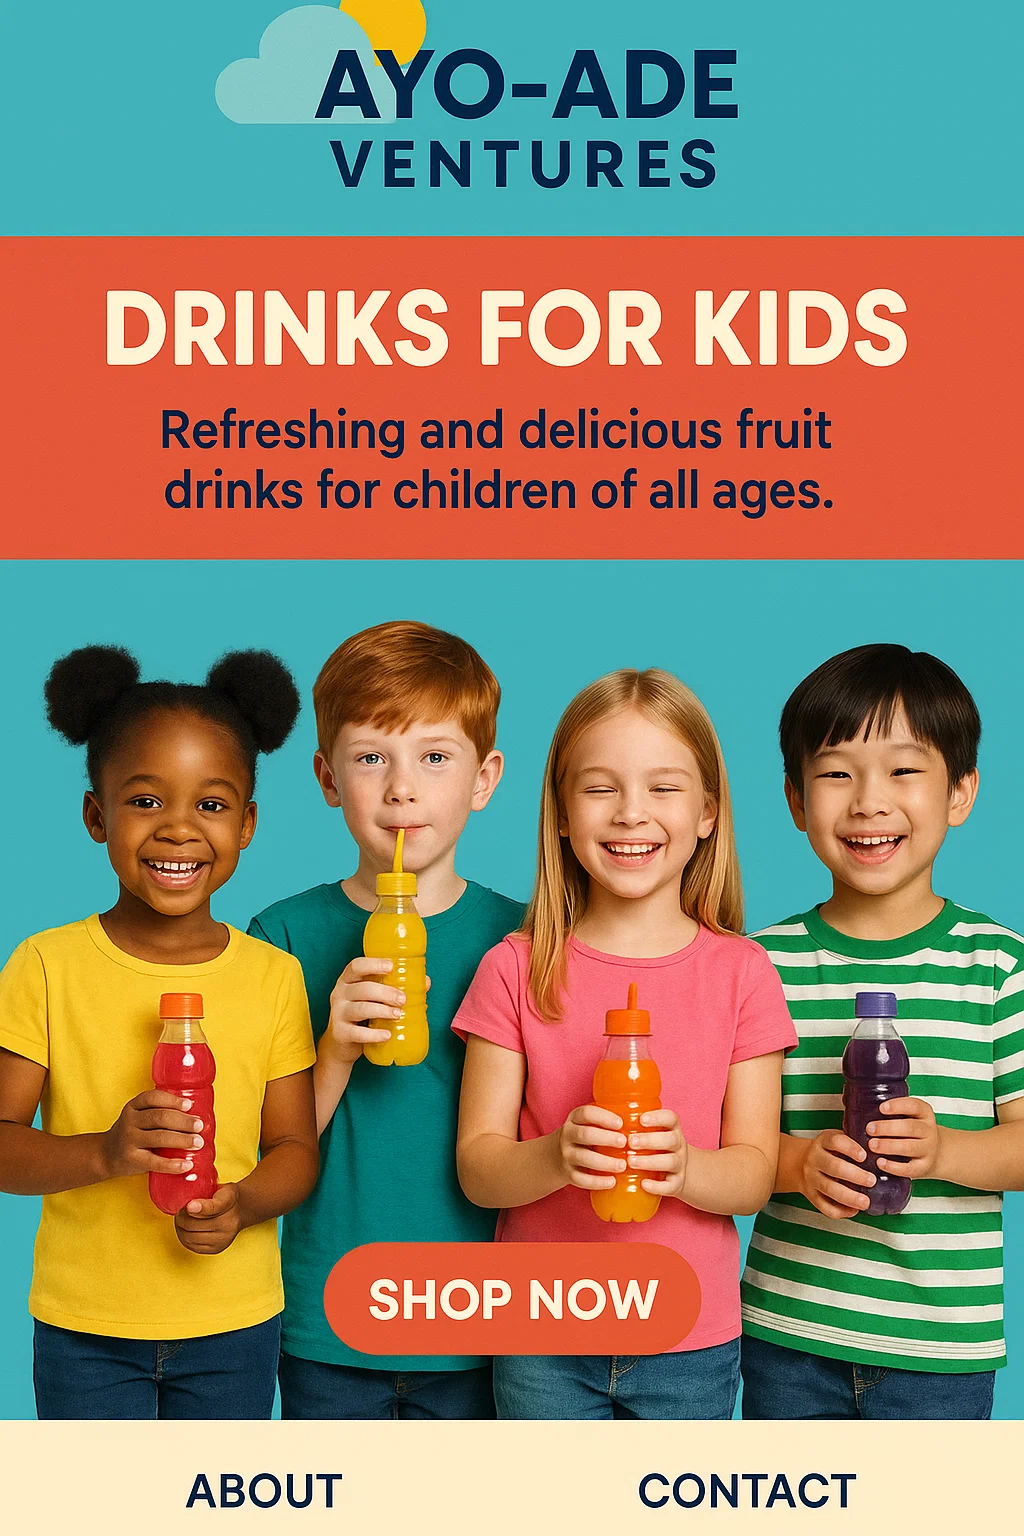 AYO-ADE
VENTURES
DRINKS FOR KIDS
Refreshing and delicious fruit
drinks for children of all ages.
SHOP NOW
ABOUT
CONTACT